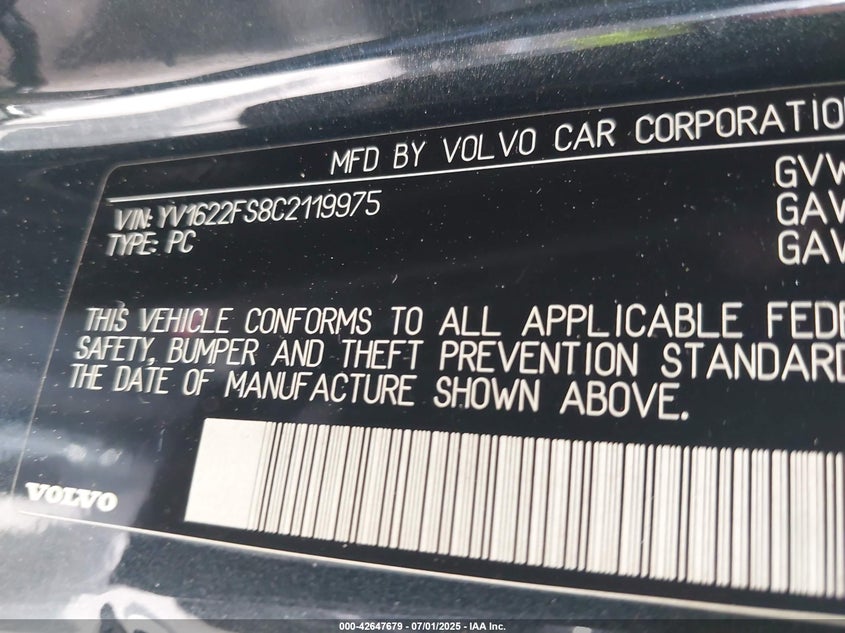 MFD BY VOLVO CAR CORPORATIO
VIN: YV1622FS8C2119975
GVW
TYPE: PC
GAV
GAV
THIS VEHICLE CONFORMS TO ALL APPLICABLE FEDE
SAFETY, BUMPER AND THEFT PREVENTION STANDARD
THE DATE OF MANUFACTURE SHOWN ABOVE.
VOLVO
000-42647679 - 07/01/2025 - IAA Inc.